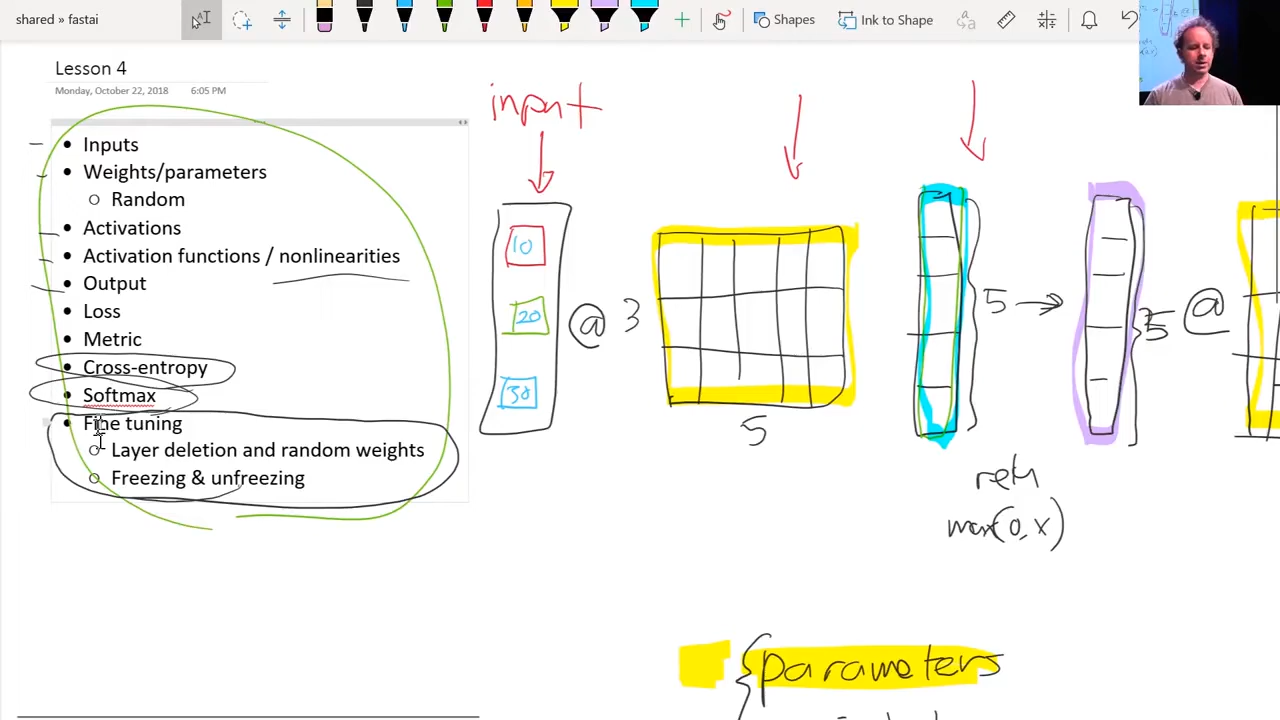 shared » fastai
Shapes
Ink to Shape
Lesson 4
Monday, October 22, 2018 6:05 PM
Inputs
Weights/parameters
Random
Activations
Activation functions / nonlinearities
Output
Loss
Metric
Cross-entropy
Softmax
Fine tuning
Layer deletion and random weights
Freezing & unfreezing
input
10
20
30
@ 3
5
5
5 @
relu
max(0,x)
parameters